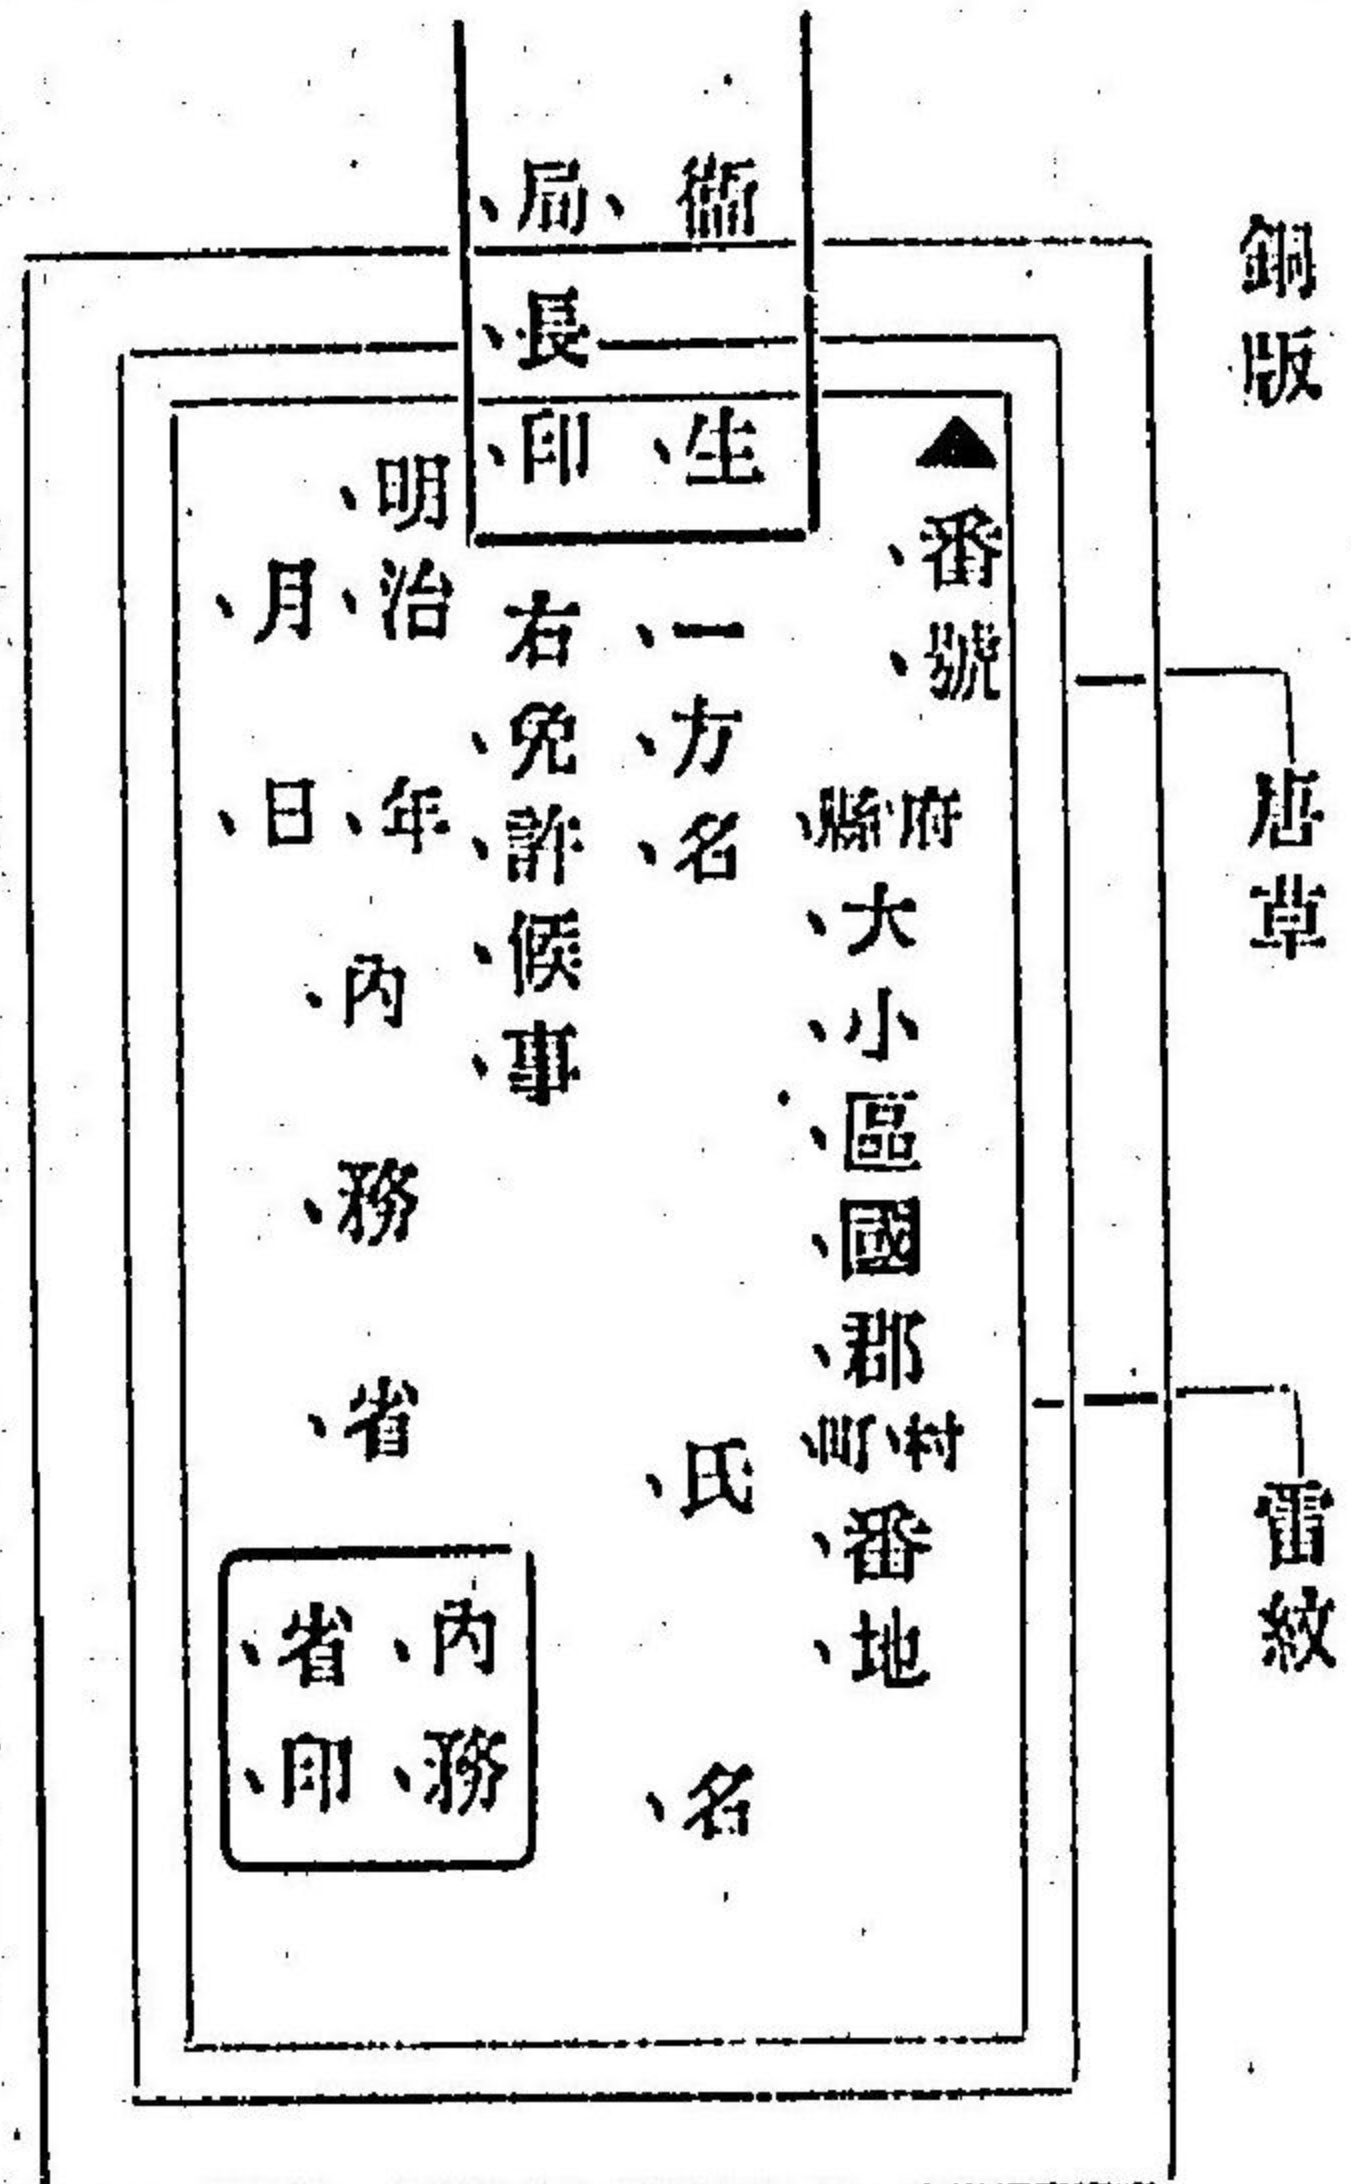 銅版
唐草
雷紋
衞生
局長印
▲番號
府縣大小區國郡村町番地
氏名
一方名
右免許候事
明治年
月日
內務省
內務
省印